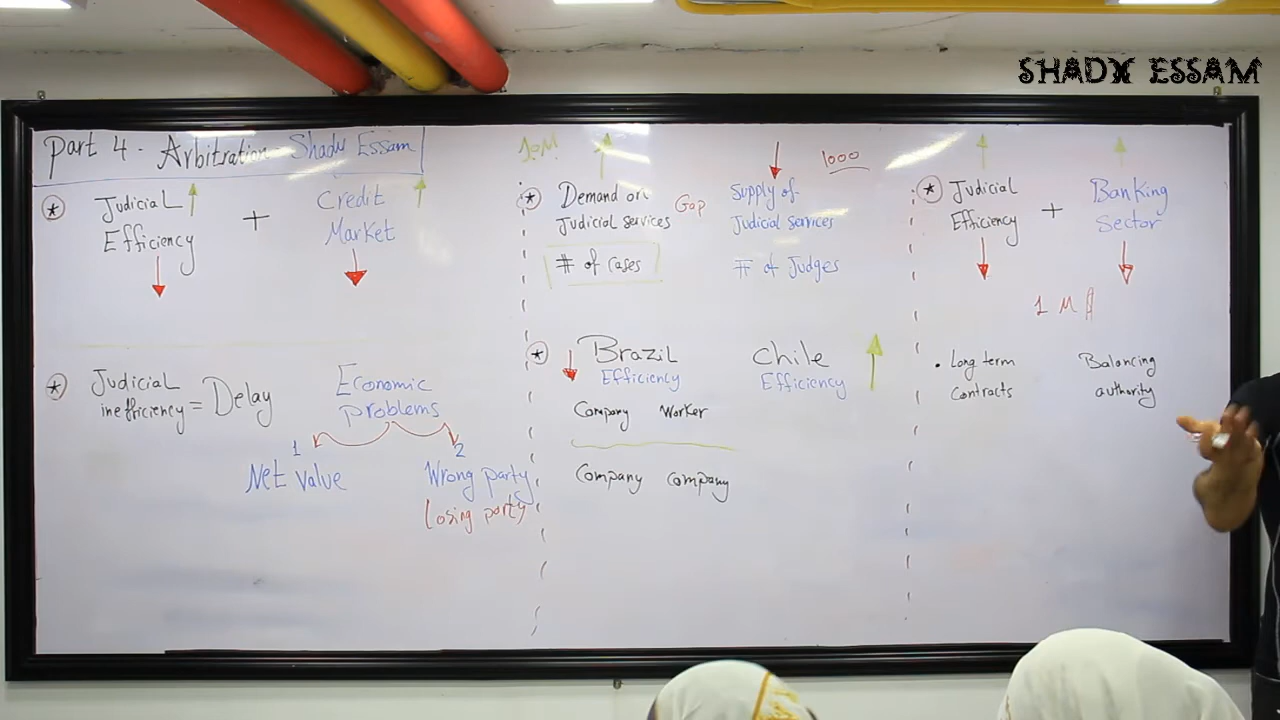 SHADY ESSAM
Part 4 - Arbitration - Shady Essam
* Judicial Efficiency + Credit Market
* Judicial inefficiency = Delay
Economic problems
1 Net value
2 Wrong party
losing party
10M
* Demand on Judicial services
Gap
Supply of Judicial services
1000
# of cases
# of Judges
* Brazil
Efficiency
Chile
Efficiency
Company Worker
Company Company
* Judicial Efficiency + Banking Sector
1 M
. Long term contracts
Balancing authority